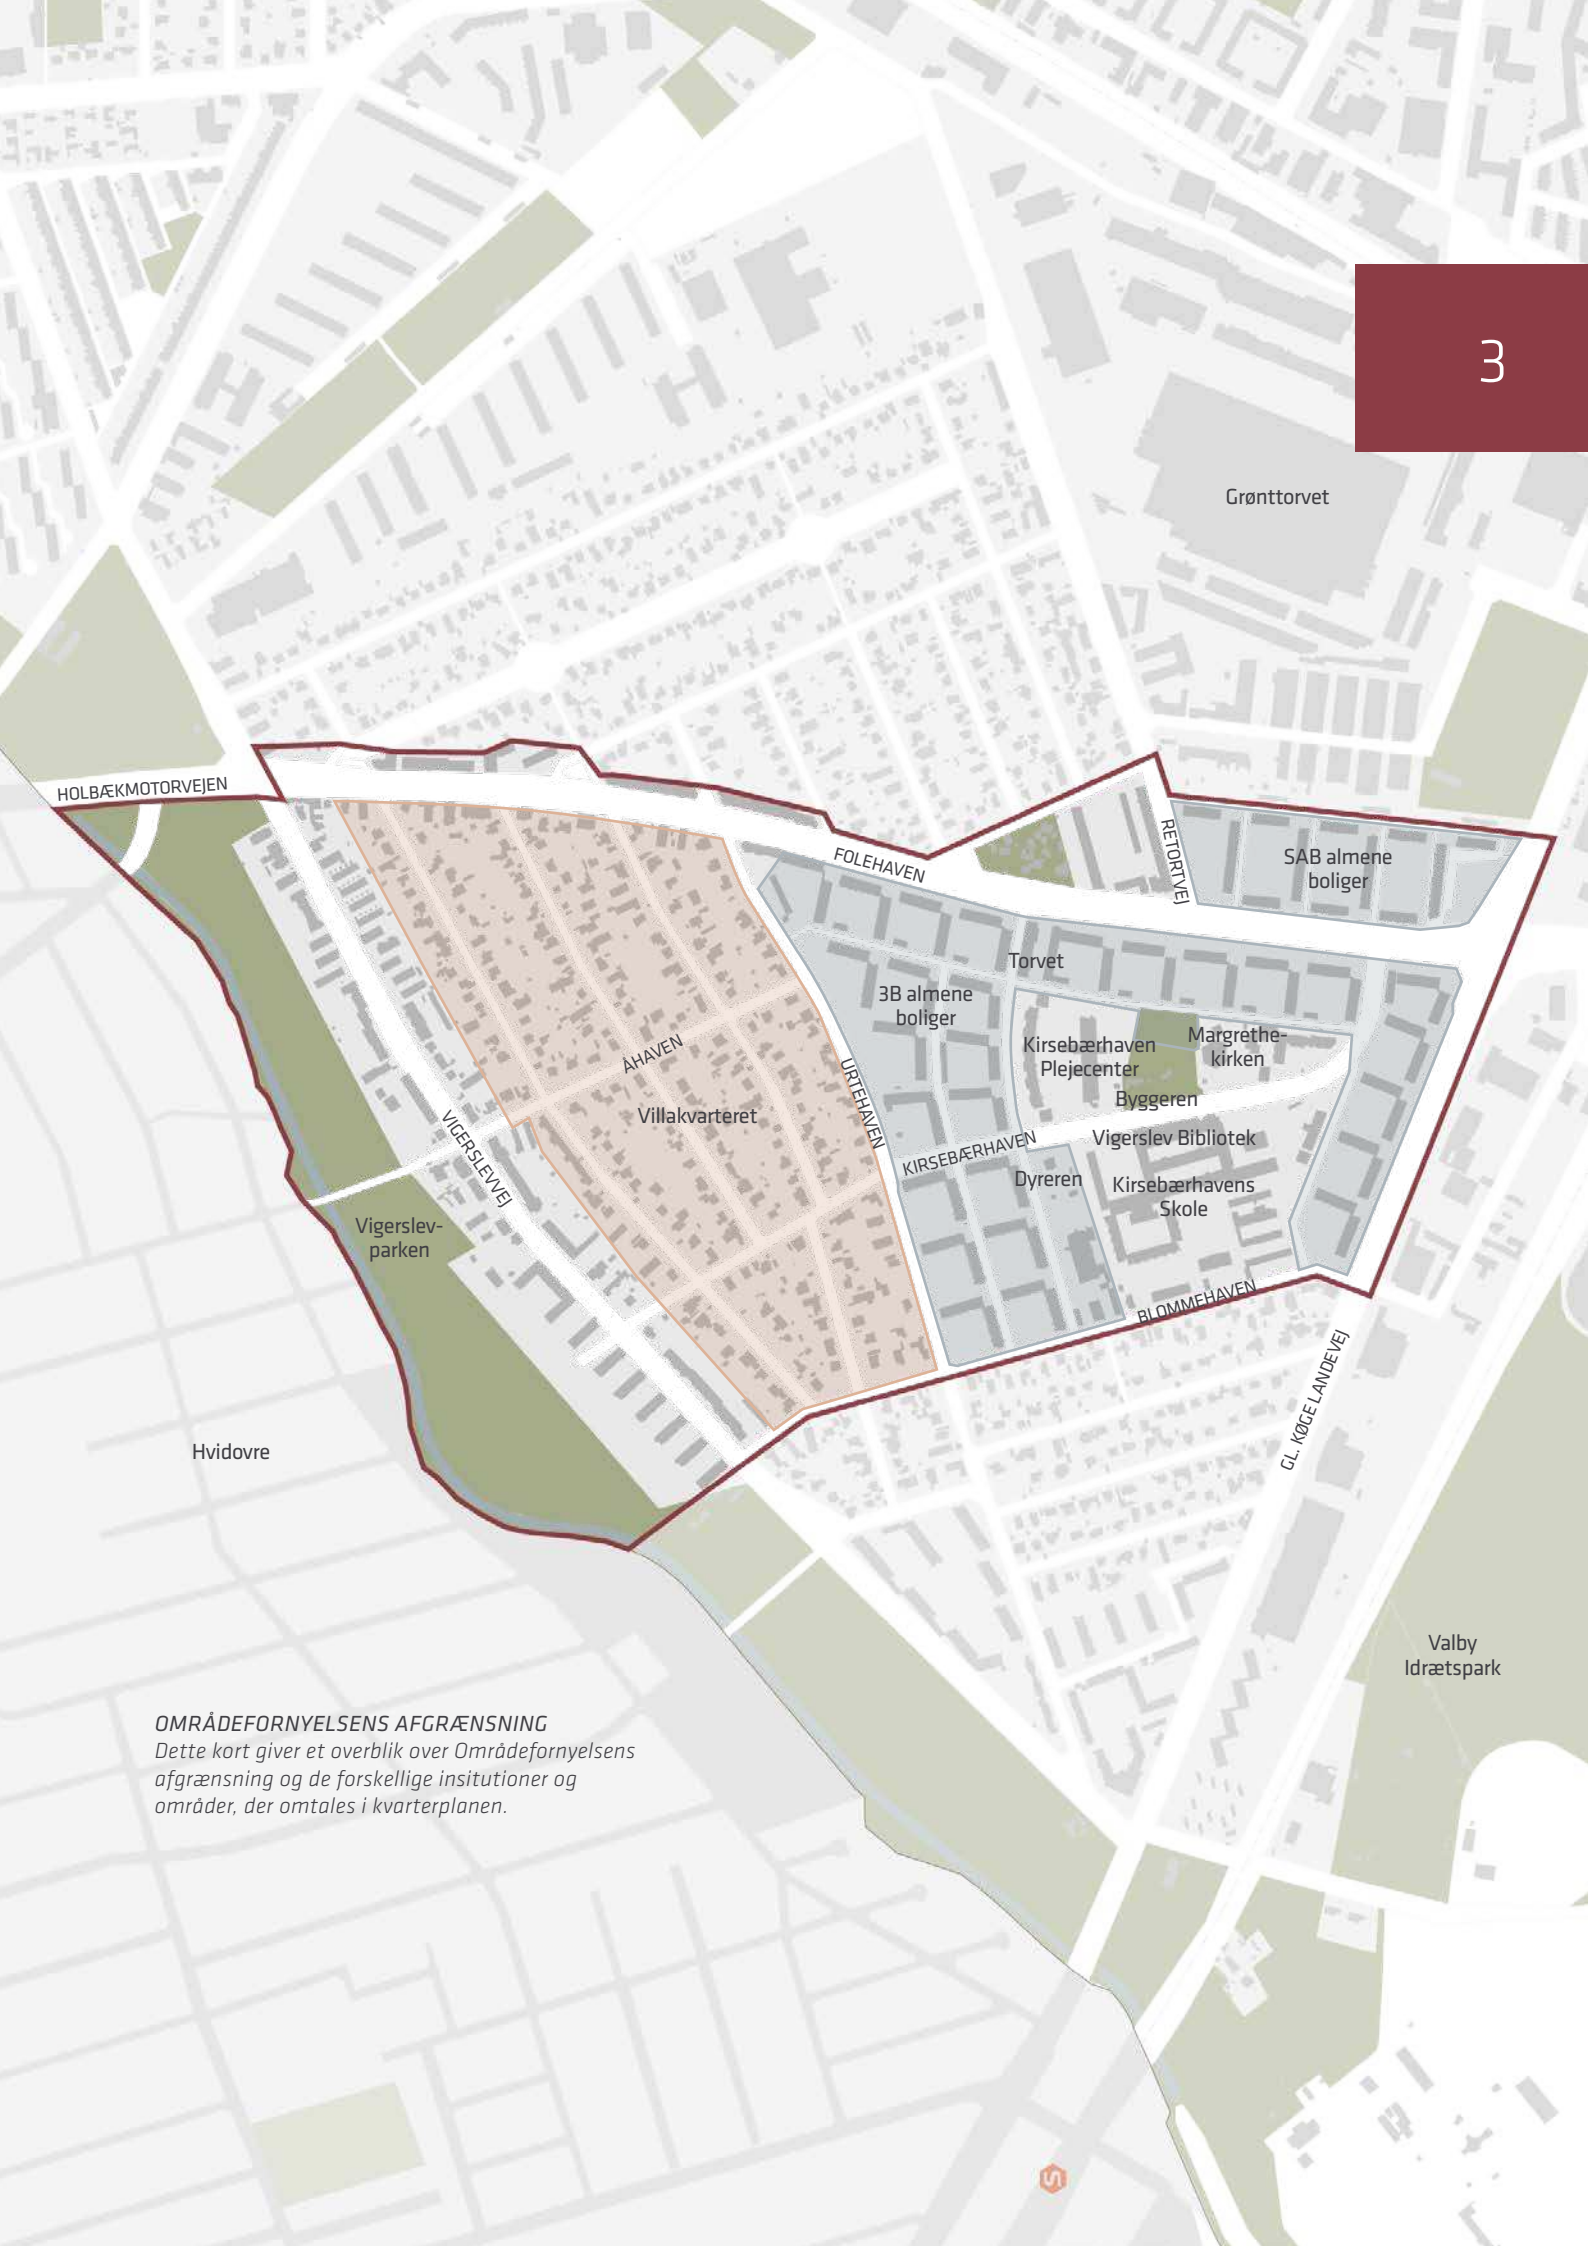 3
Grønttorvet
HOLBÆKMOTORVEJEN
FOLEHAVEN
RETORTVEJ
SAB almene
boliger
Torvet
3B almene
boliger
Kirsebærhaven
Plejecenter
Margrethe-
kirken
Byggeren
ÅHAVEN
URTEHAVEN
Villakvarteret
VIGERSLEVVEJ
KIRSEBÆRHAVEN
Vigerslev Bibliotek
Dyreren
Kirsebærhavens
Skole
Vigerslev-
parken
BLOMMEHAVEN
GL. KØGE LANDEVEJ
Hvidovre
Valby
Idrætspark
OMRÅDEFORNYELSENS AFGRÆNSNING
Dette kort giver et overblik over Områdefornyelsens
afgrænsning og de forskellige insitutioner og
områder, der omtales i kvarterplanen.